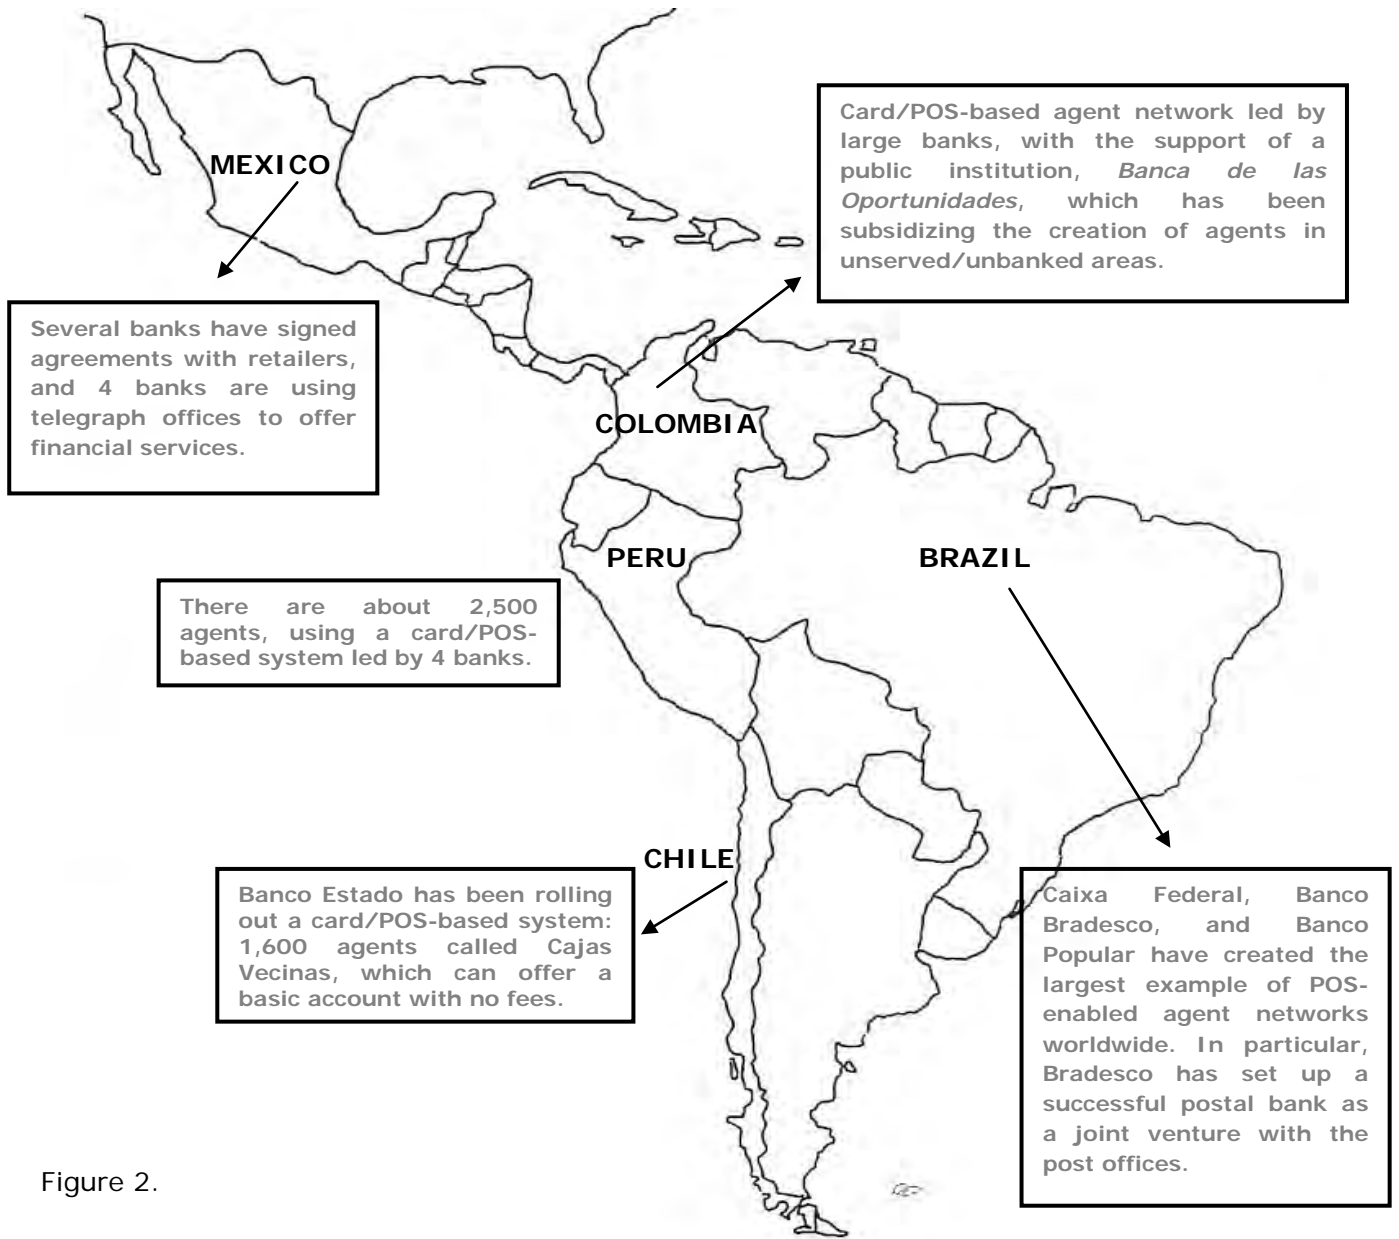 MEXICO
Card/POS-based agent network led by
large banks, with the support of a
public institution, Banca de las
Oportunidades, which has been
subsidizing the creation of agents in
unserved/unbanked areas.
Several banks have signed
agreements with retailers,
and 4 banks are using
telegraph offices to offer
financial services.
COLOMBIA
PERU
BRAZIL
There are about 2,500
agents, using a card/POS-
based system led by 4 banks.
CHILE
Banco Estado has been rolling
out a card/POS-based system:
1,600 agents called Cajas
Vecinas, which can offer a
basic account with no fees.
Caixa Federal, Banco
Bradesco, and Banco
Popular have created the
largest example of POS-
enabled agent networks
worldwide. In particular,
Bradesco has set up a
successful postal bank as
a joint venture with the
post offices.
Figure 2.